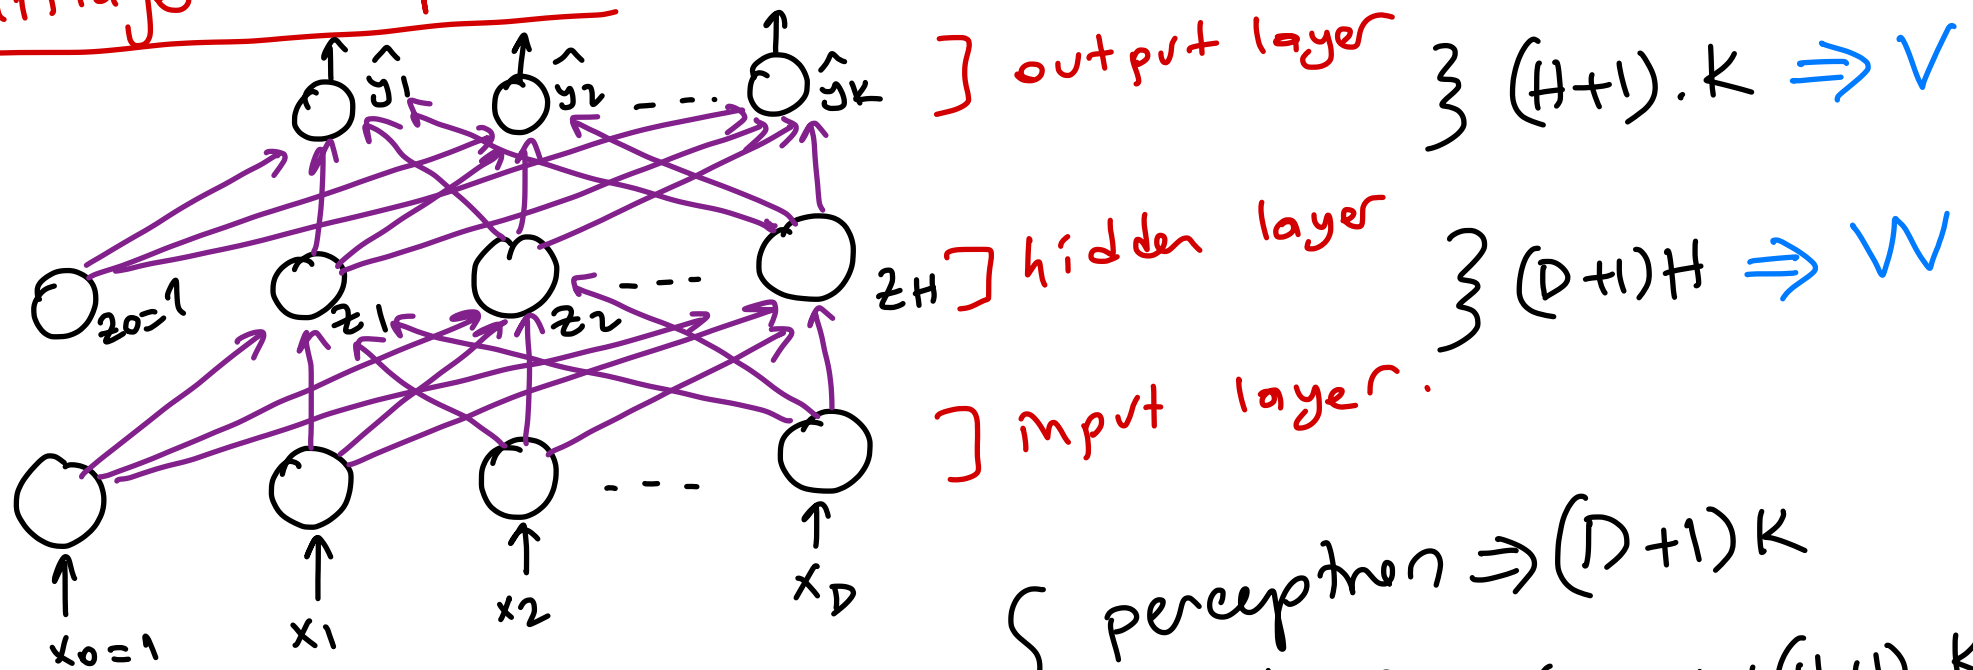 ŷ1 ŷ2 ---- ŷK ] output layer } (H+1).K ⇒ V
z0=1 z1 z2 --- zH ] hidden layer } (D+1)H ⇒ W
--- ] input layer.
x0=1 x1 x2 xD
{ perceptron ⇒ (D+1)K